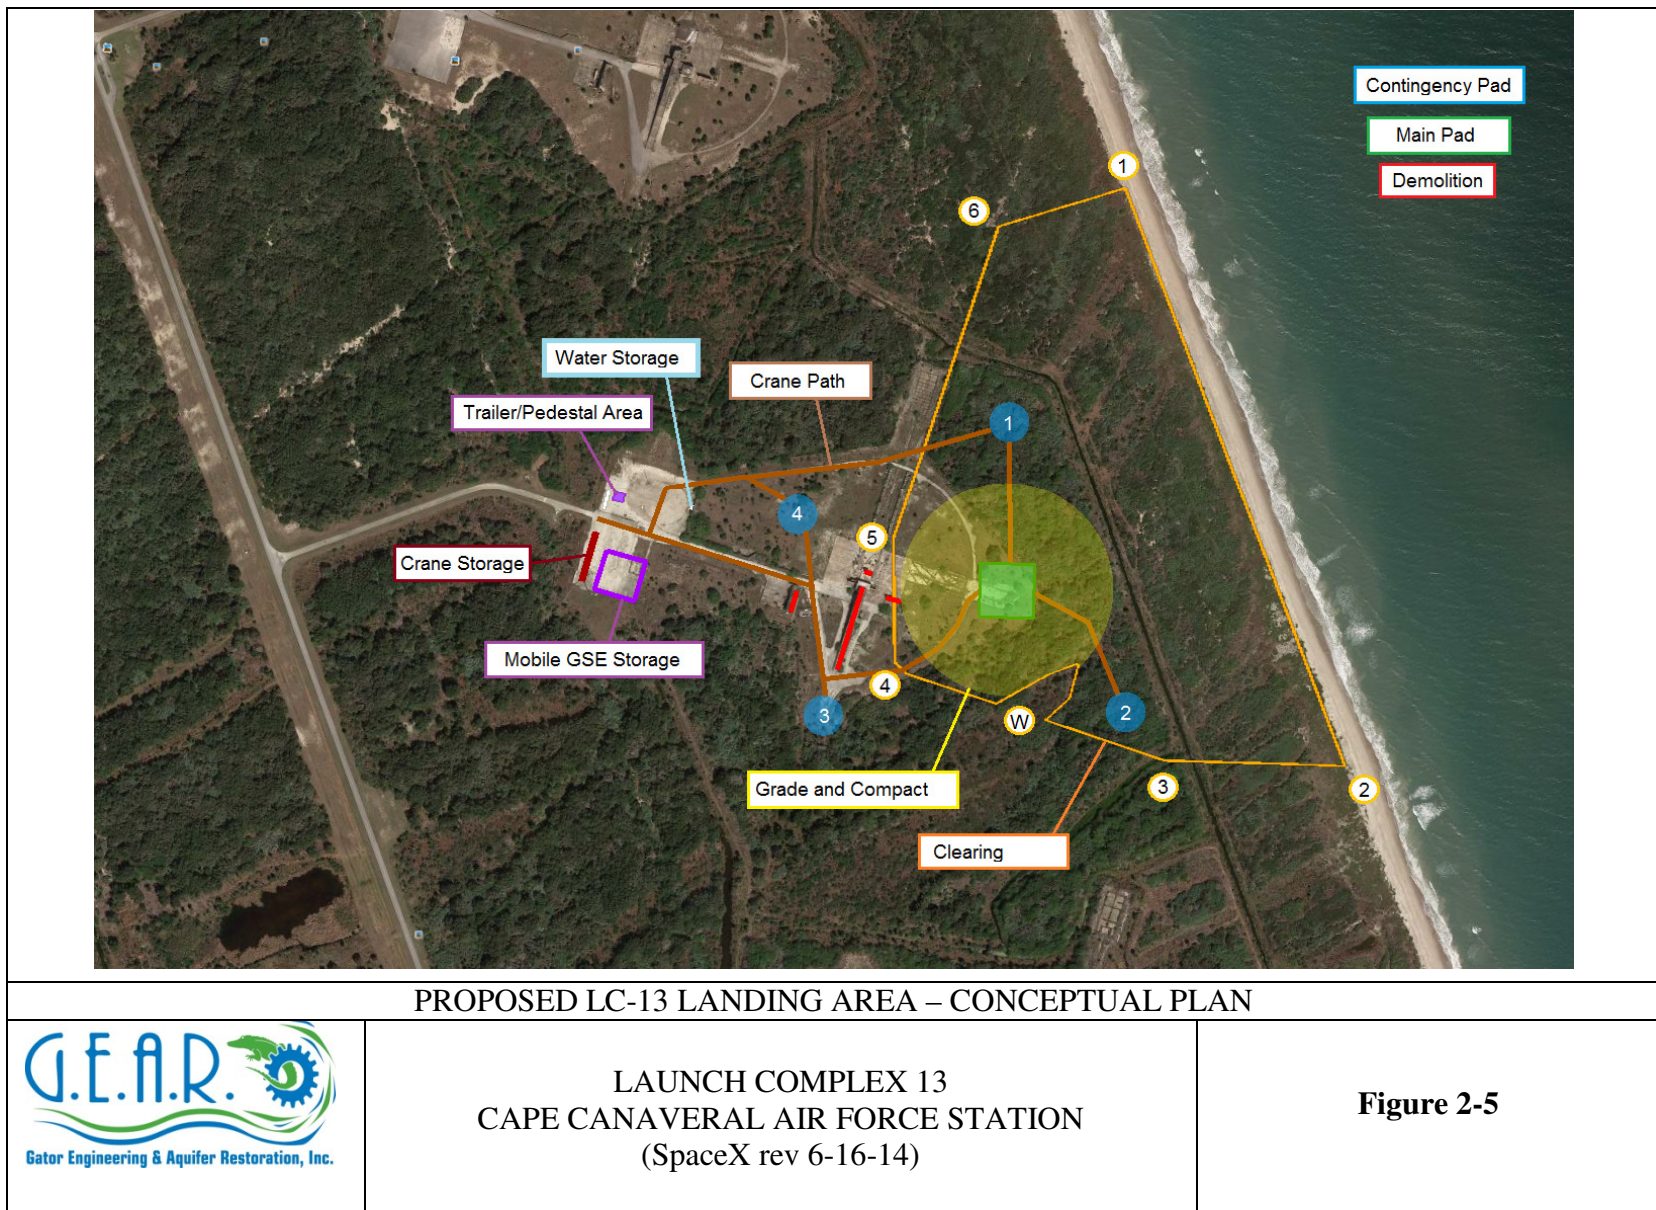 Contingency Pad
Main Pad
Demolition
1
6
Water Storage
Crane Path
Trailer/Pedestal Area
1
4
5
Crane Storage
Mobile GSE Storage
4
3
W
2
Grade and Compact
3
2
Clearing
PROPOSED LC-13 LANDING AREA – CONCEPTUAL PLAN
G.E.A.R.
Gator Engineering & Aquifer Restoration, Inc.
LAUNCH COMPLEX 13
CAPE CANAVERAL AIR FORCE STATION
(SpaceX rev 6-16-14)
Figure 2-5